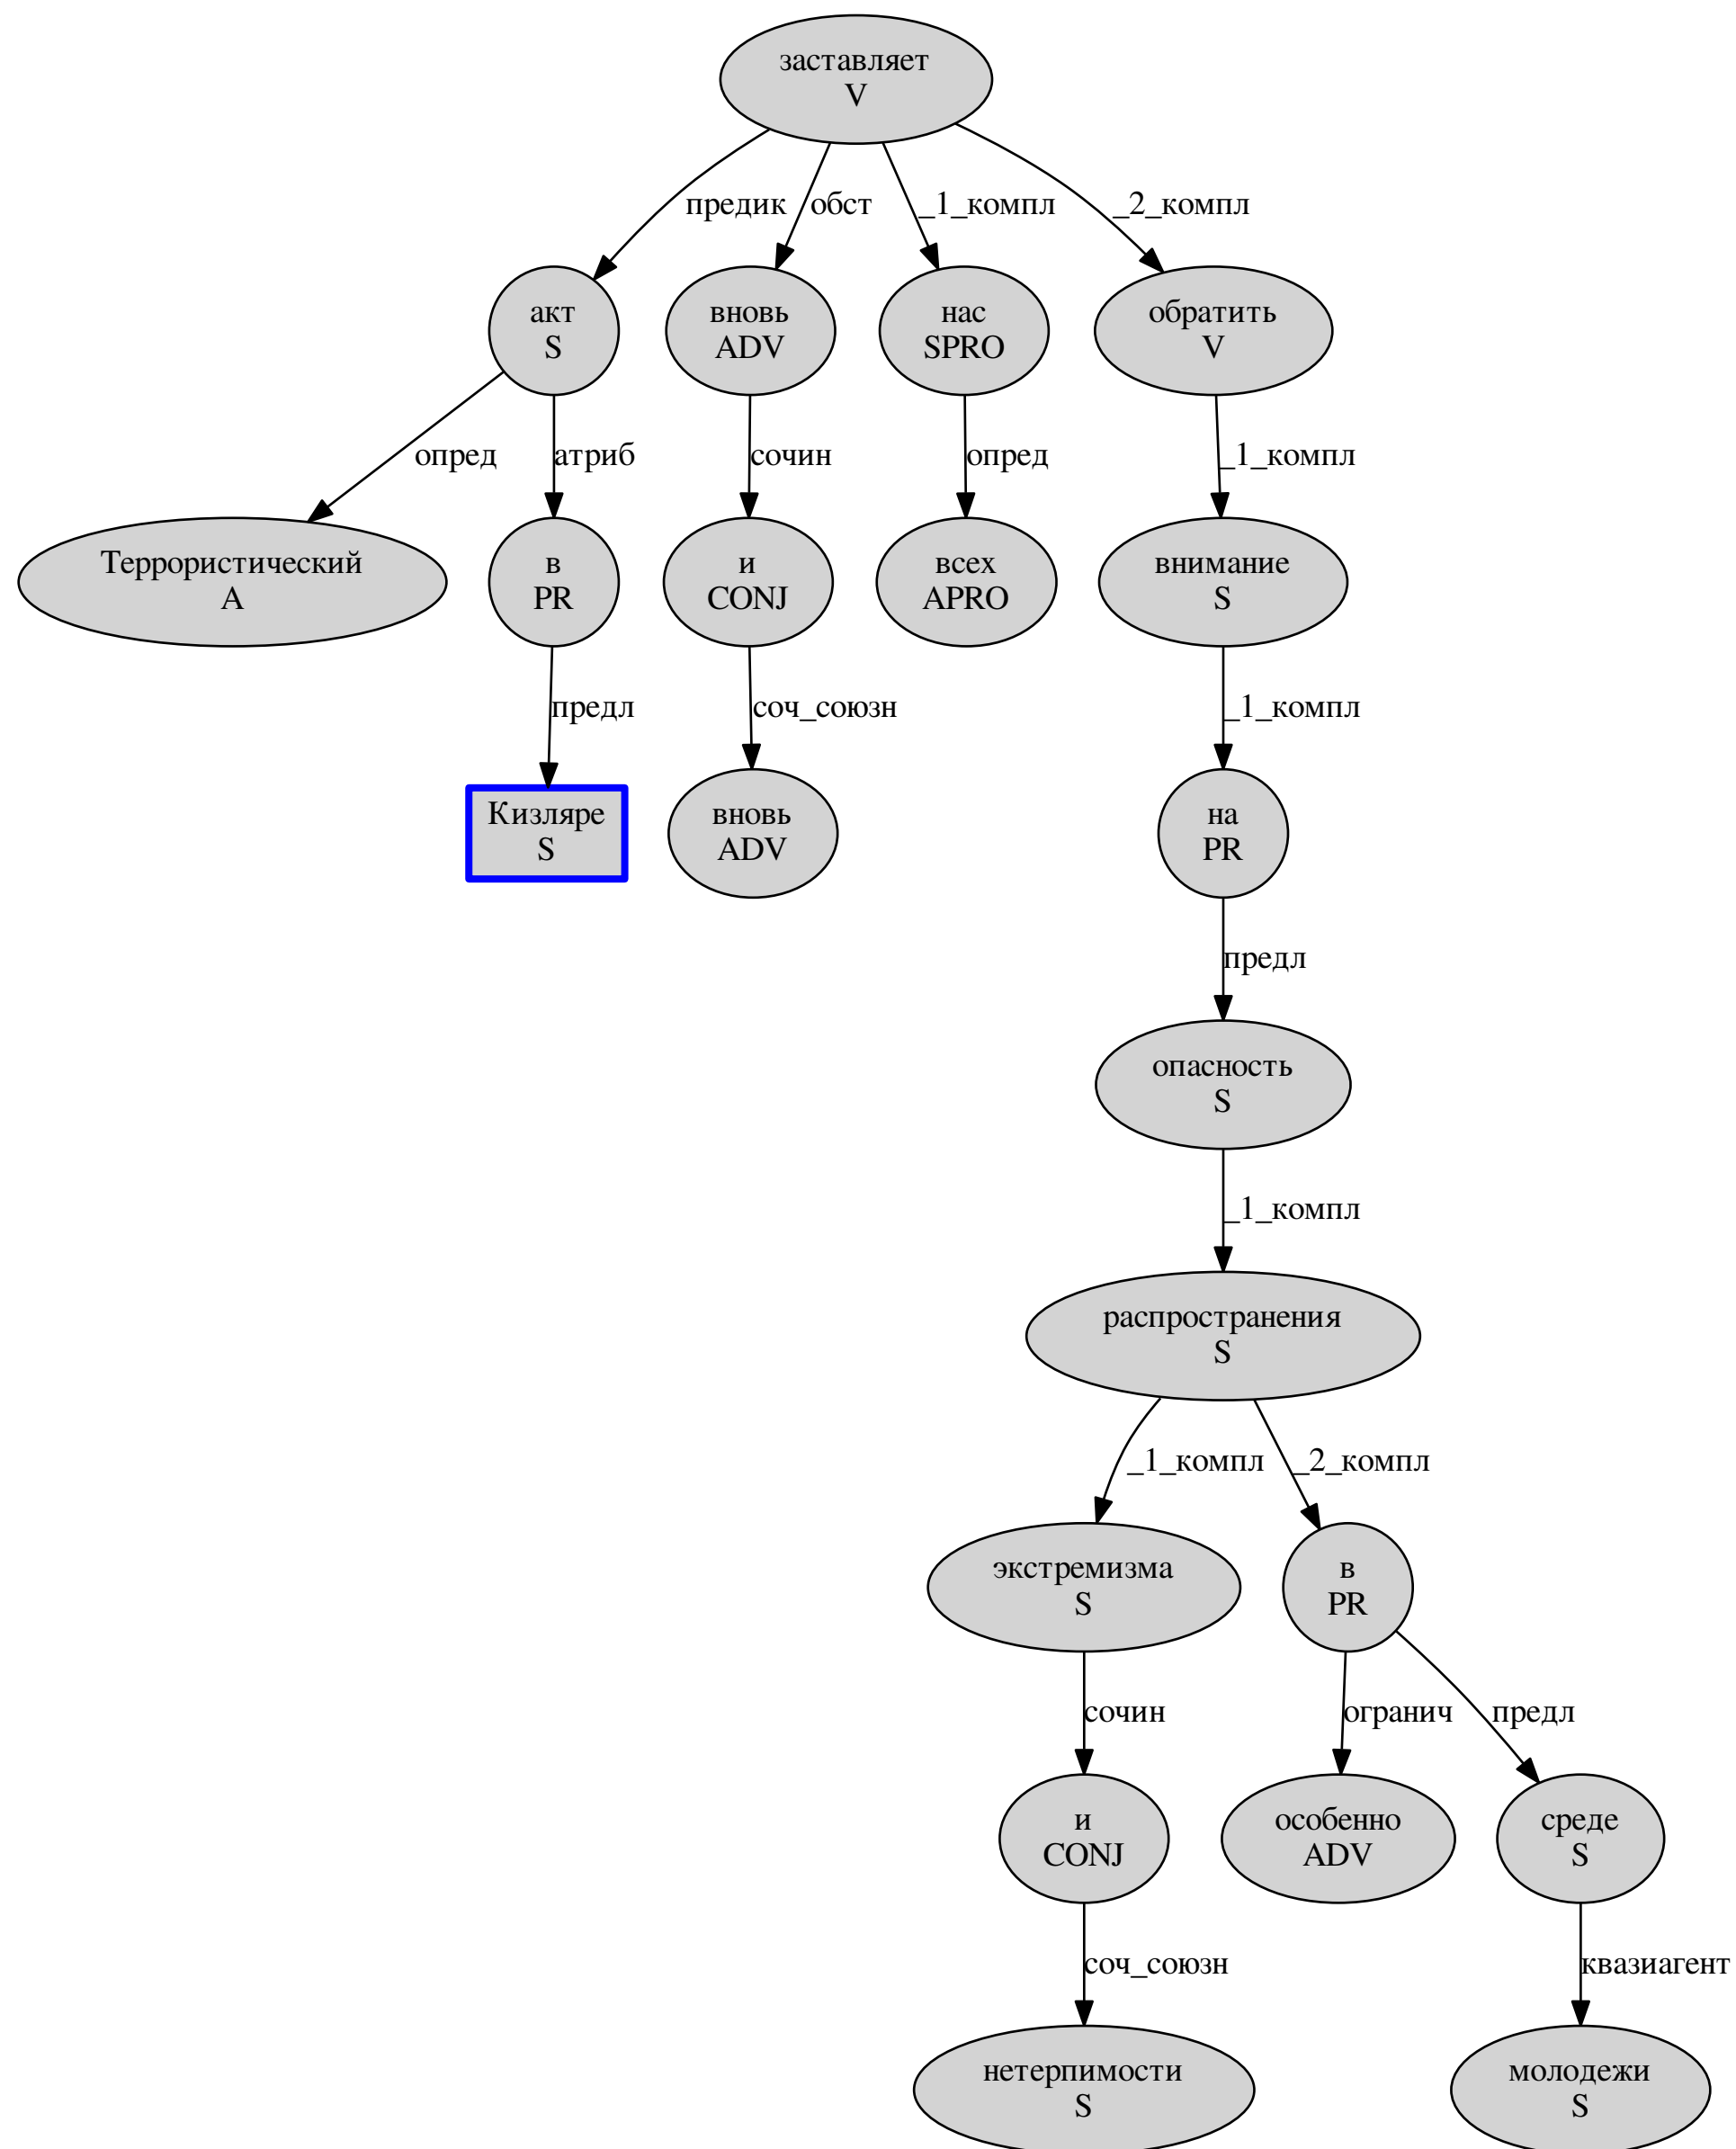 заставляет
V
предик
обст
_1_компл
_2_компл
акт
S
вновь
ADV
нас
SPRO
обратить
V
опред
атриб
сочин
опред
_1_компл
Террористический
A
в
PR
и
CONJ
всех
APRO
внимание
S
предл
соч_союзн
_1_компл
Кизляре
S
вновь
ADV
на
PR
предл
опасность
S
_1_компл
распространения
S
_1_компл
_2_компл
экстремизма
S
в
PR
сочин
огранич
предл
и
CONJ
особенно
ADV
среде
S
соч_союзн
квазиагент
нетерпимости
S
молодежи
S